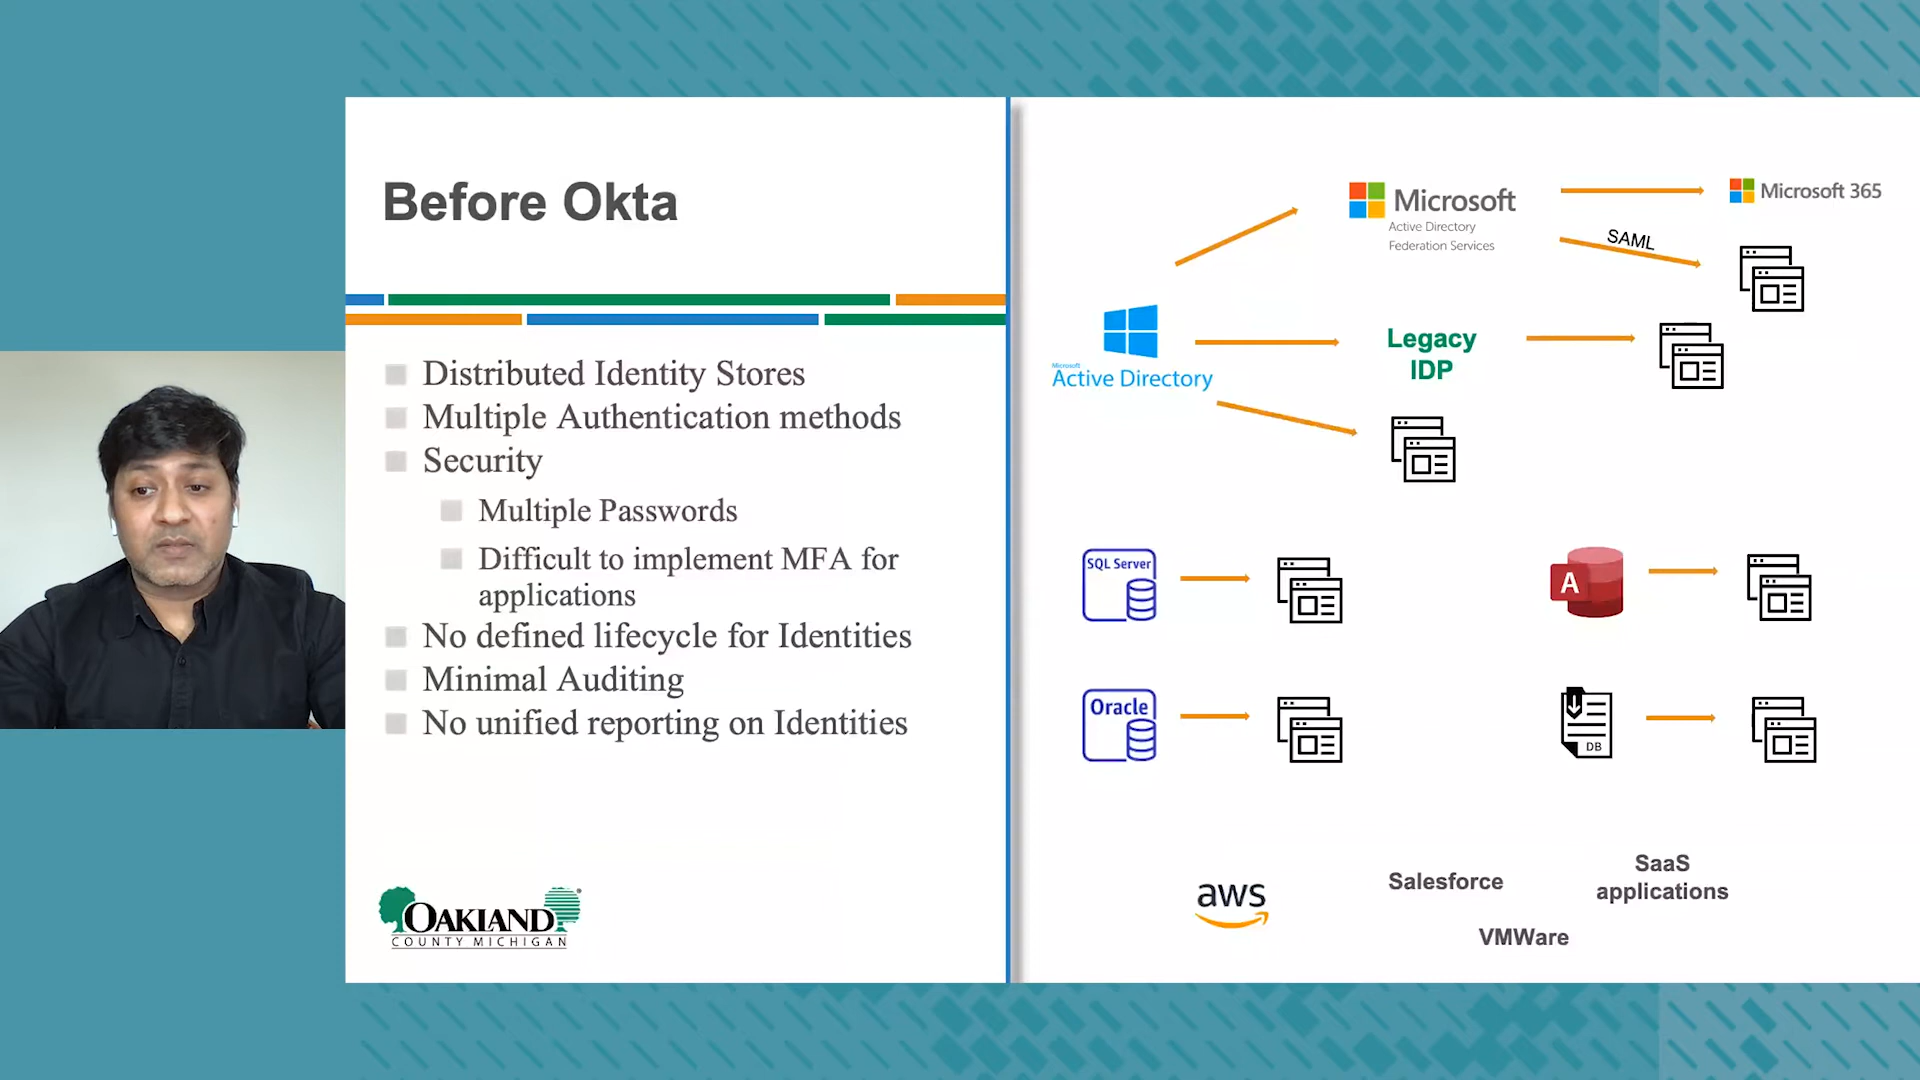 Before Okta
Distributed Identity Stores
Multiple Authentication methods
Security
Multiple Passwords
Difficult to implement MFA for
applications
No defined lifecycle for Identities
Minimal Auditing
No unified reporting on Identities
OAKLAND
COUNTY MICHIGAN
Microsoft
Active Directory
Federation Services
Microsoft 365
SAML
Microsoft
Active Directory
Legacy
IDP
SQL Server
A
Oracle
DB
aws
Salesforce
SaaS
applications
VMWare